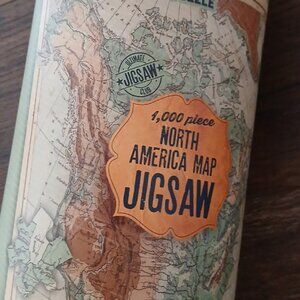 ULTIMATE
JIGSAW
CLUB
1,000 piece
NORTH
AMERICA MAP
JIGSAW